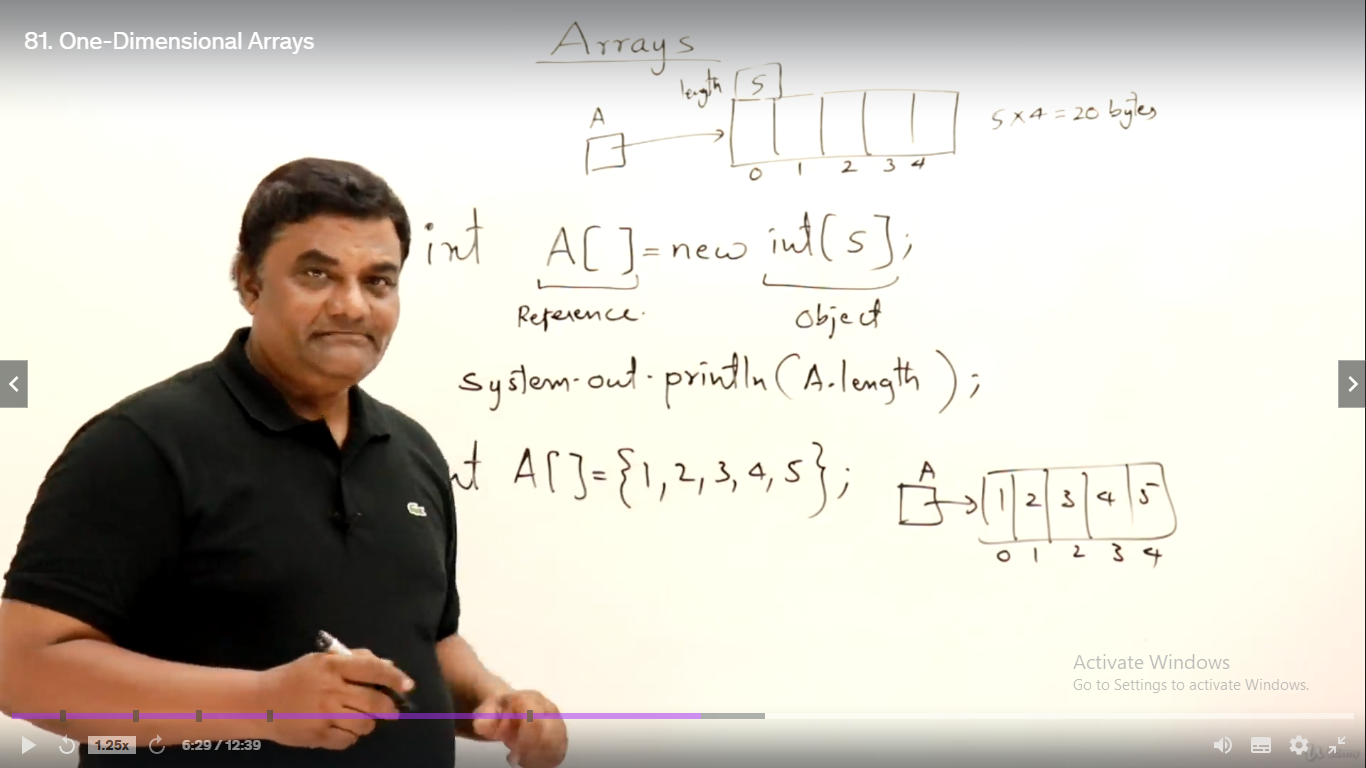 81. One-Dimensional Arrays
Arrays
length 5
A
5 × 4 = 20 bytes
0 1 2 3 4
int A[ ] = new int[5];
Reference. object
System.out.println(A.length);
nt A[ ] = {1, 2, 3, 4, 5};
A
1 2 3 4 5
0 1 2 3 4
Activate Windows
Go to Settings to activate Windows.
1.25x 6:29 / 12:39